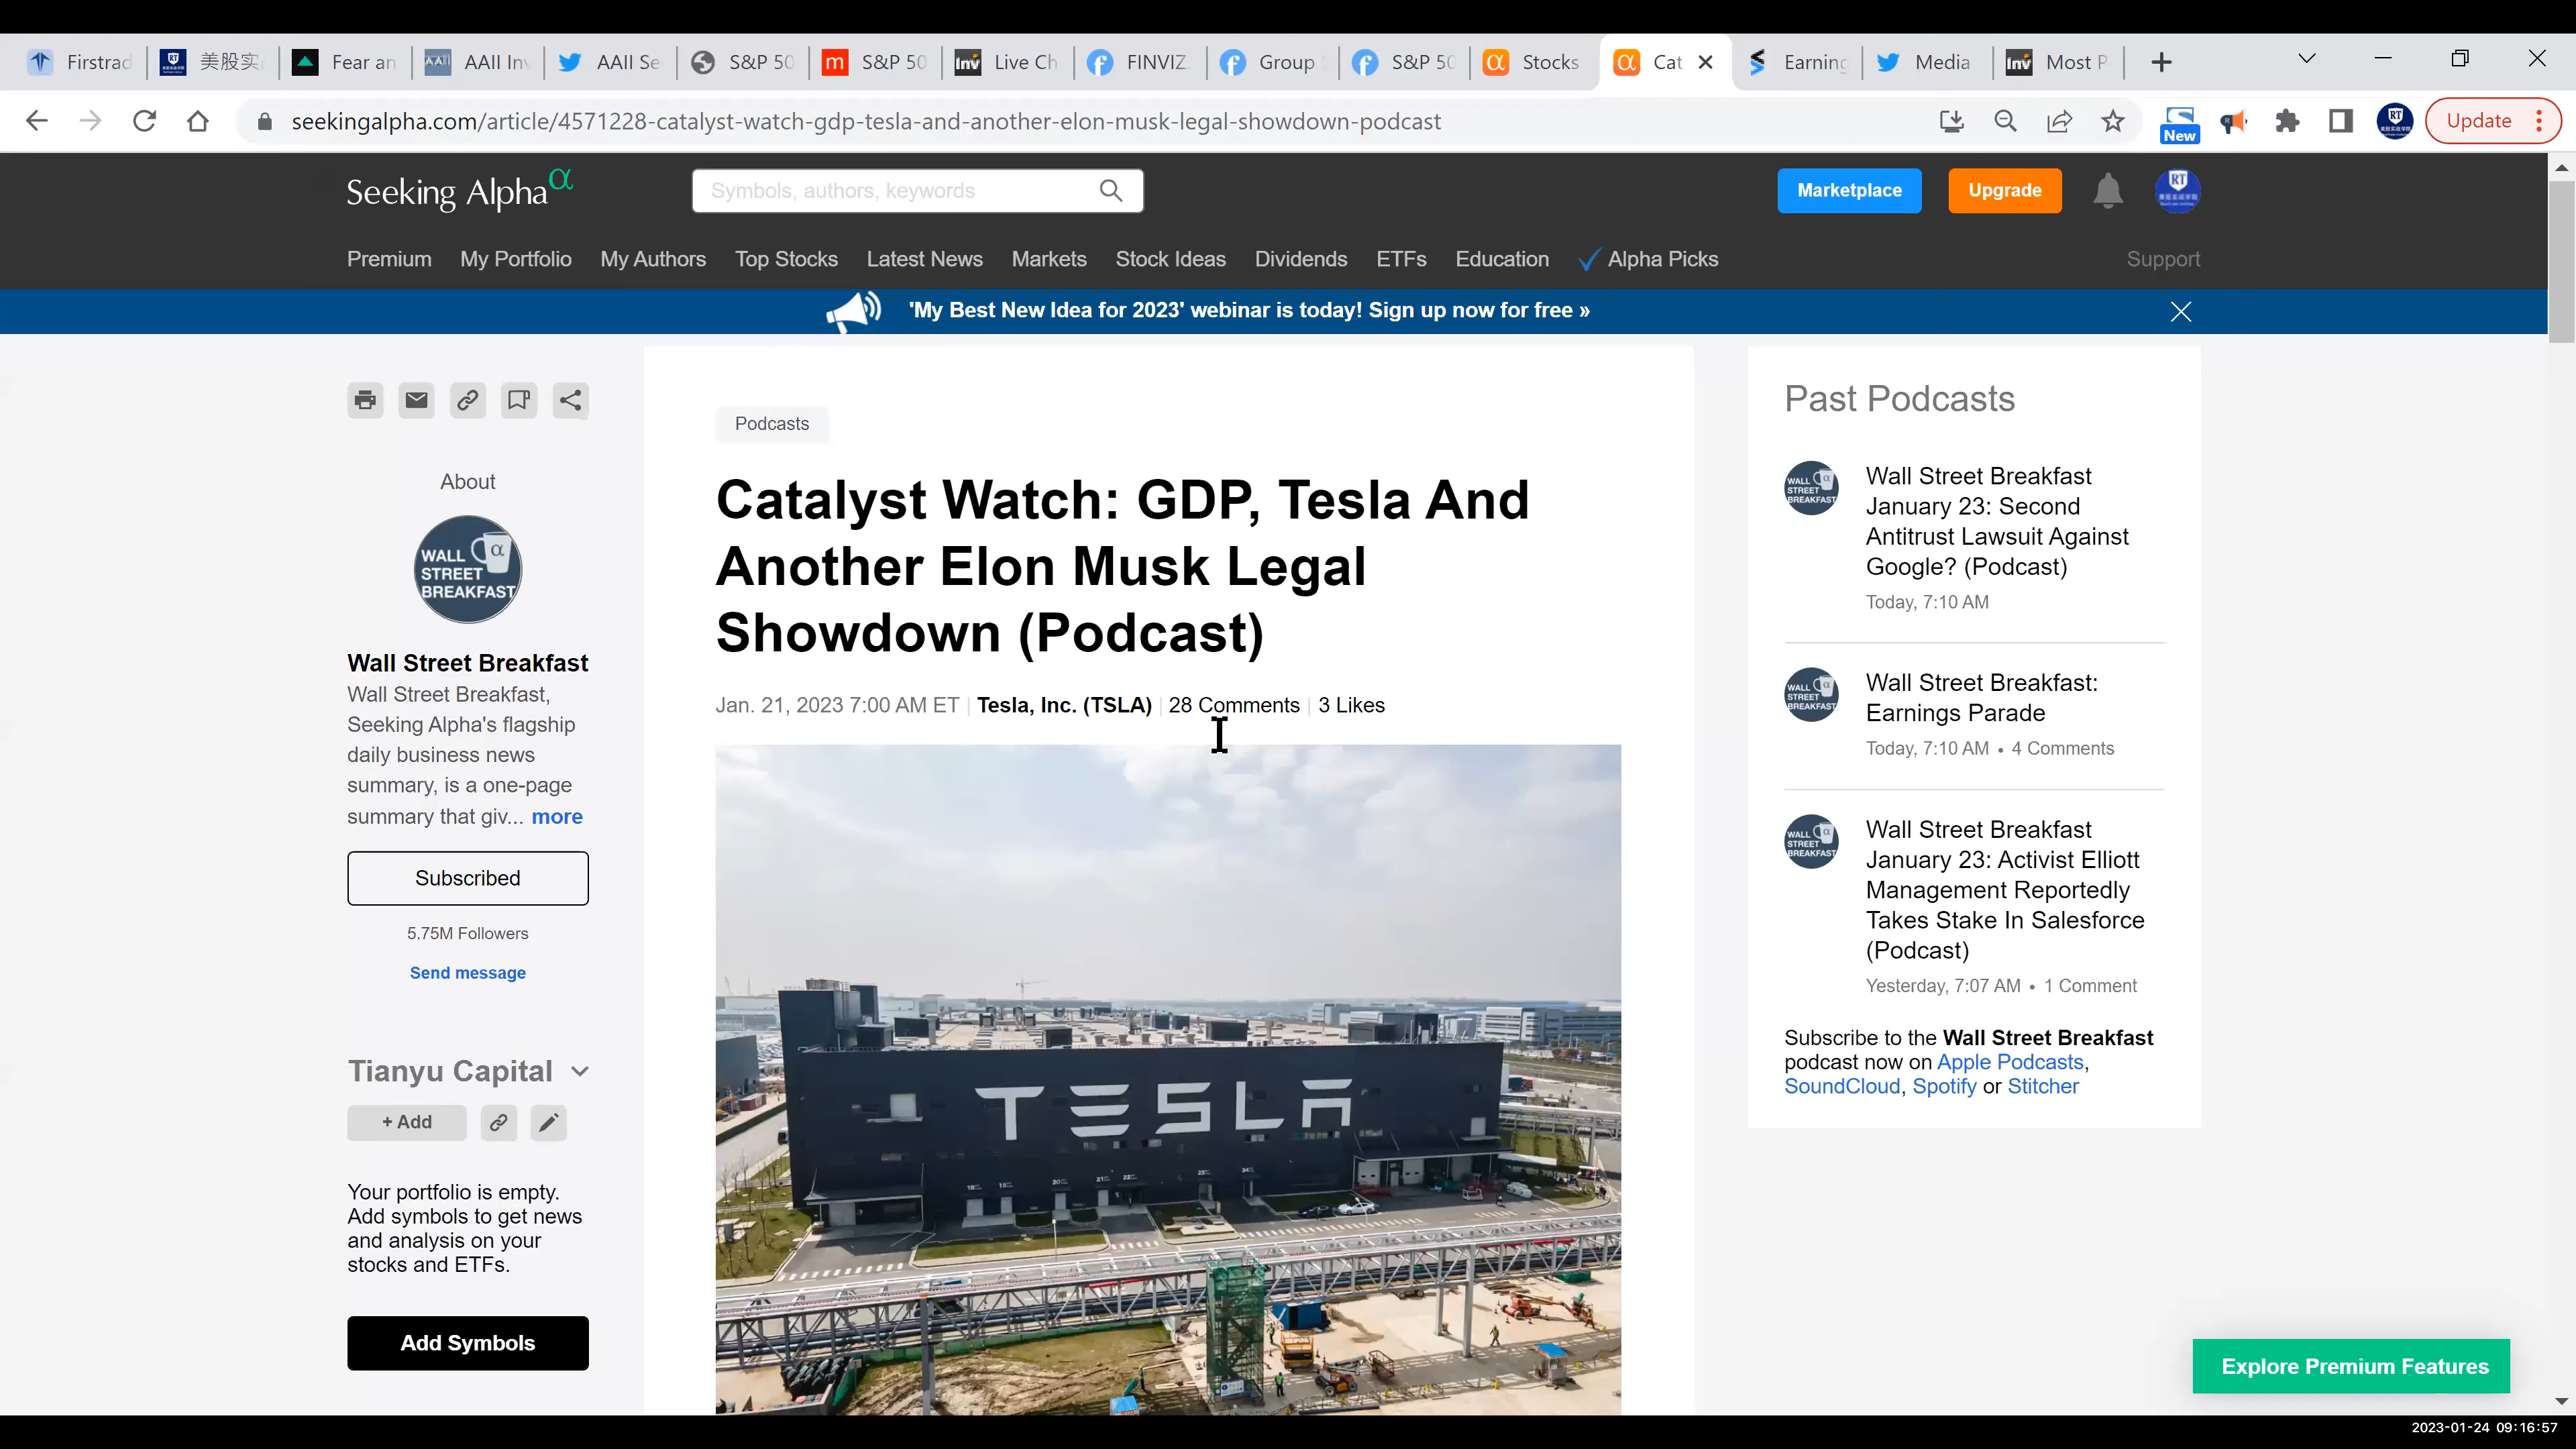 Firstrad
美股实
Fear an
AAII Inv
AAII Se
S&P 50
S&P 50
Live Ch
FINVIZ
Group
S&P 50
Stocks
Cat
Earning
Media
Most P
seekingalpha.com/article/4571228-catalyst-watch-gdp-tesla-and-another-elon-musk-legal-showdown-podcast
New
Update
Seeking Alpha α
Symbols, authors, keywords
Marketplace
Upgrade
Premium My Portfolio My Authors Top Stocks Latest News Markets Stock Ideas Dividends ETFs Education Alpha Picks Support
'My Best New Idea for 2023' webinar is today! Sign up now for free »
About
WALL
STREET
BREAKFAST
Wall Street Breakfast
Wall Street Breakfast,
Seeking Alpha's flagship
daily business news
summary, is a one-page
summary that giv... more
Subscribed
5.75M Followers
Send message
Tianyu Capital
+ Add
Your portfolio is empty.
Add symbols to get news
and analysis on your
stocks and ETFs.
Add Symbols
Podcasts
Catalyst Watch: GDP, Tesla And
Another Elon Musk Legal
Showdown (Podcast)
Jan. 21, 2023 7:00 AM ET | Tesla, Inc. (TSLA) | 28 Comments | 3 Likes
TESLA
Past Podcasts
WALL
STREET
BREAKFAST
Wall Street Breakfast
January 23: Second
Antitrust Lawsuit Against
Google? (Podcast)
Today, 7:10 AM
WALL
STREET
BREAKFAST
Wall Street Breakfast:
Earnings Parade
Today, 7:10 AM • 4 Comments
WALL
STREET
BREAKFAST
Wall Street Breakfast
January 23: Activist Elliott
Management Reportedly
Takes Stake In Salesforce
(Podcast)
Yesterday, 7:07 AM • 1 Comment
Subscribe to the Wall Street Breakfast
podcast now on Apple Podcasts,
SoundCloud, Spotify or Stitcher
Explore Premium Features
2023-01-24 09:16:57